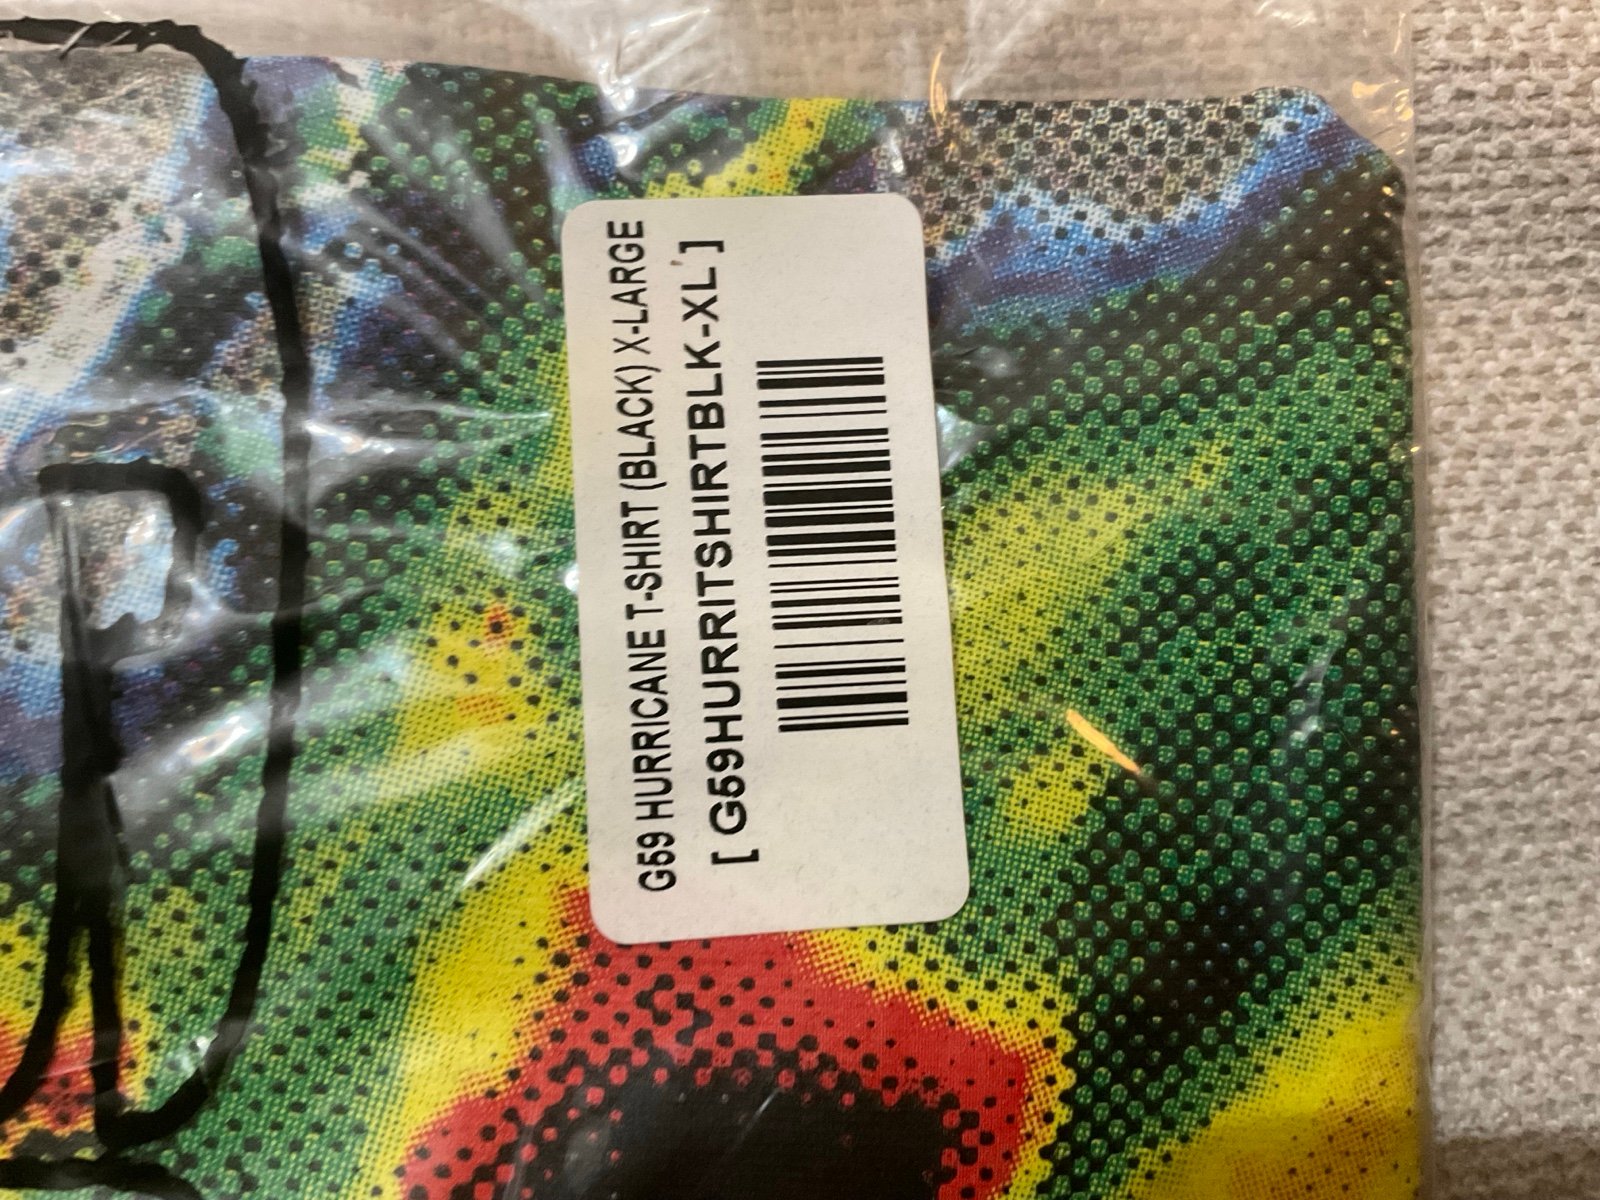 G59 HURRICANE T-SHIRT (BLACK) X-LARGE
[ G59HURRITSHIRTBLK-XL ]